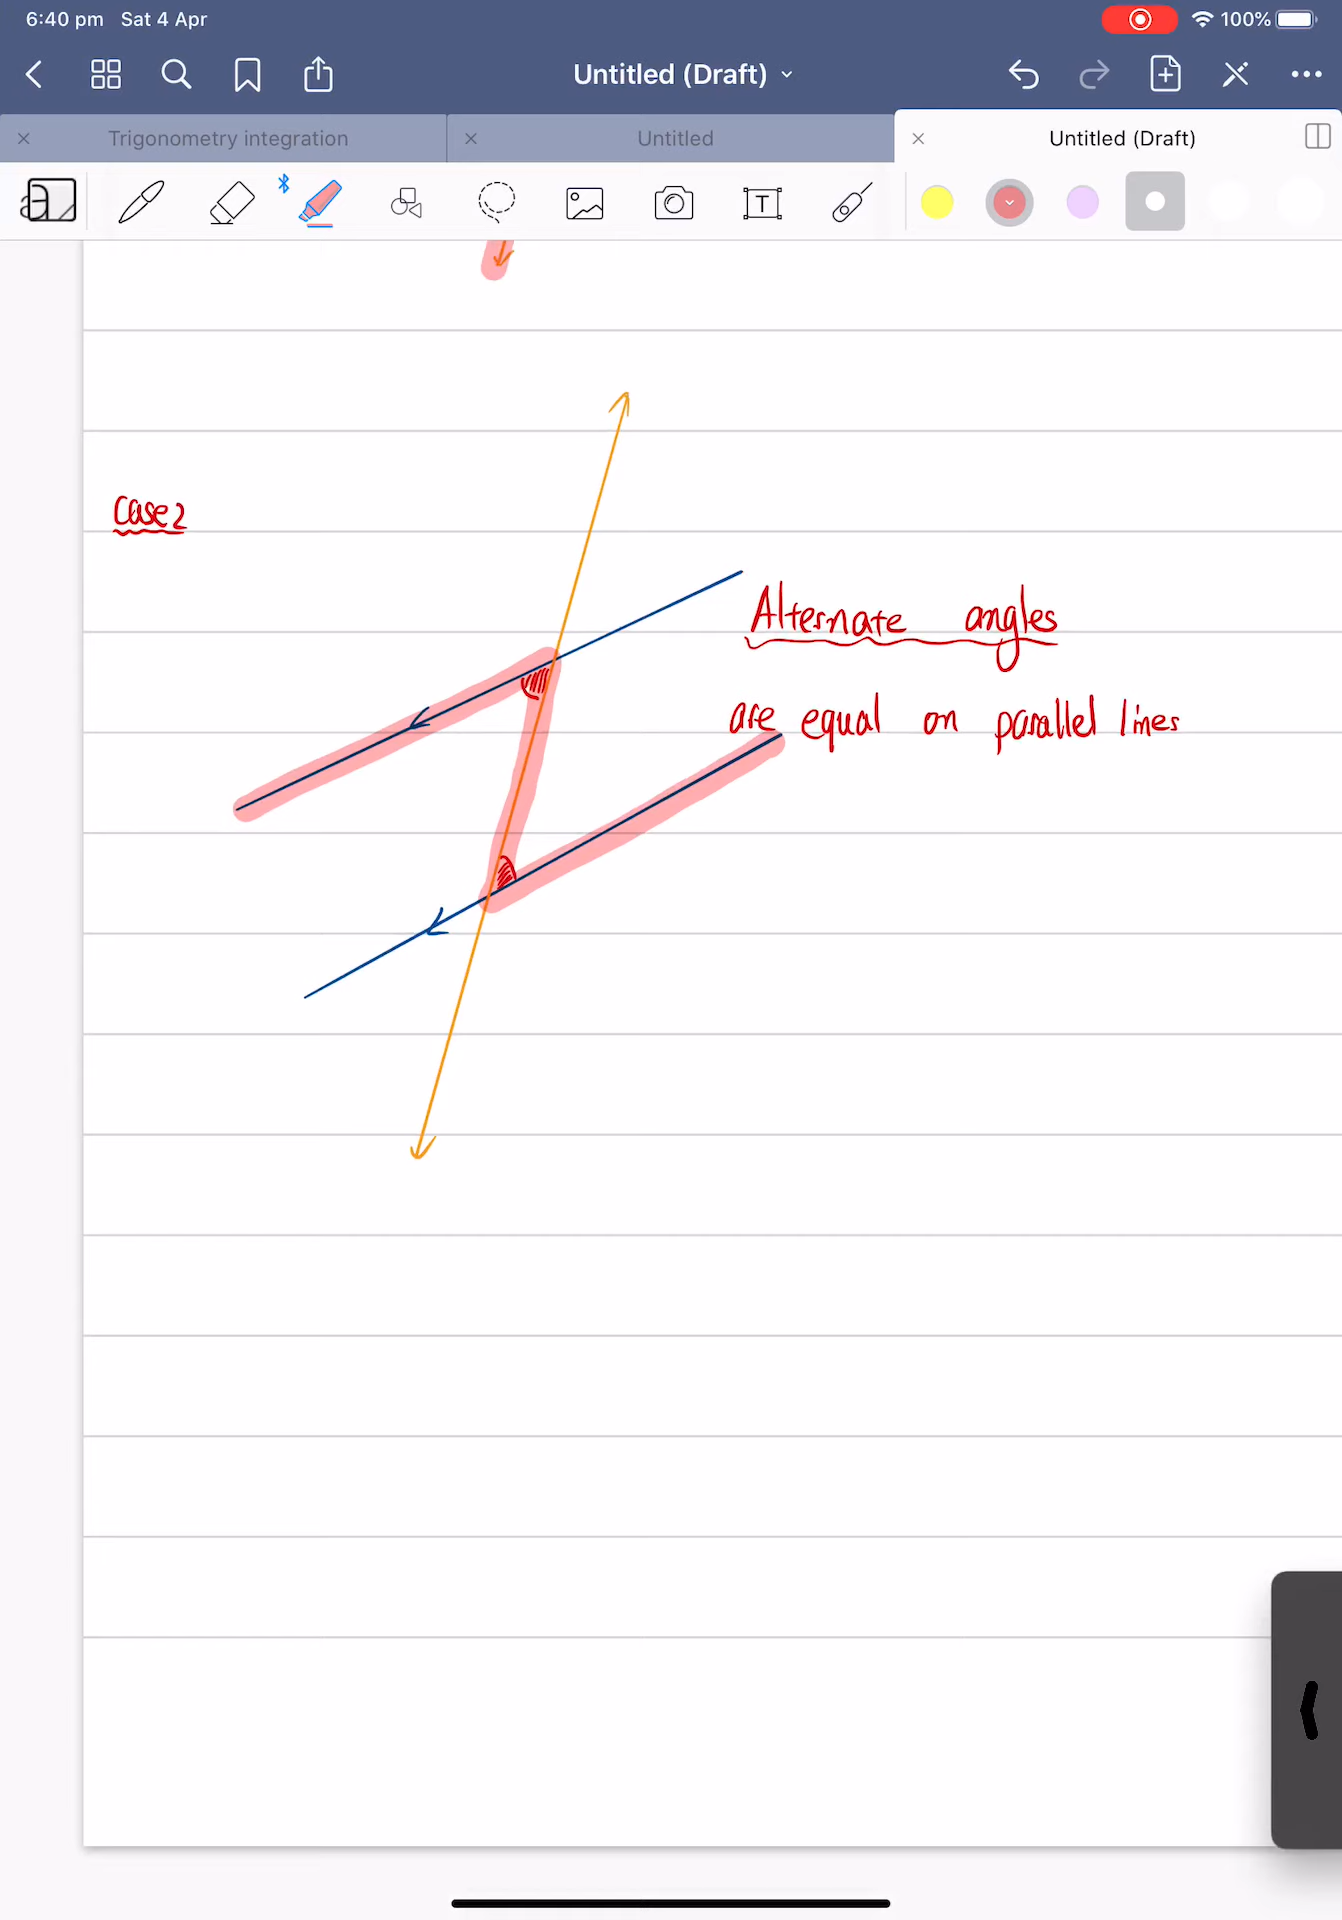 6:40 pm Sat 4 Apr
100%
Untitled (Draft)
Trigonometry integration
Untitled
Untitled (Draft)
T
Case 2
Alternate angles
are equal on parallel lines